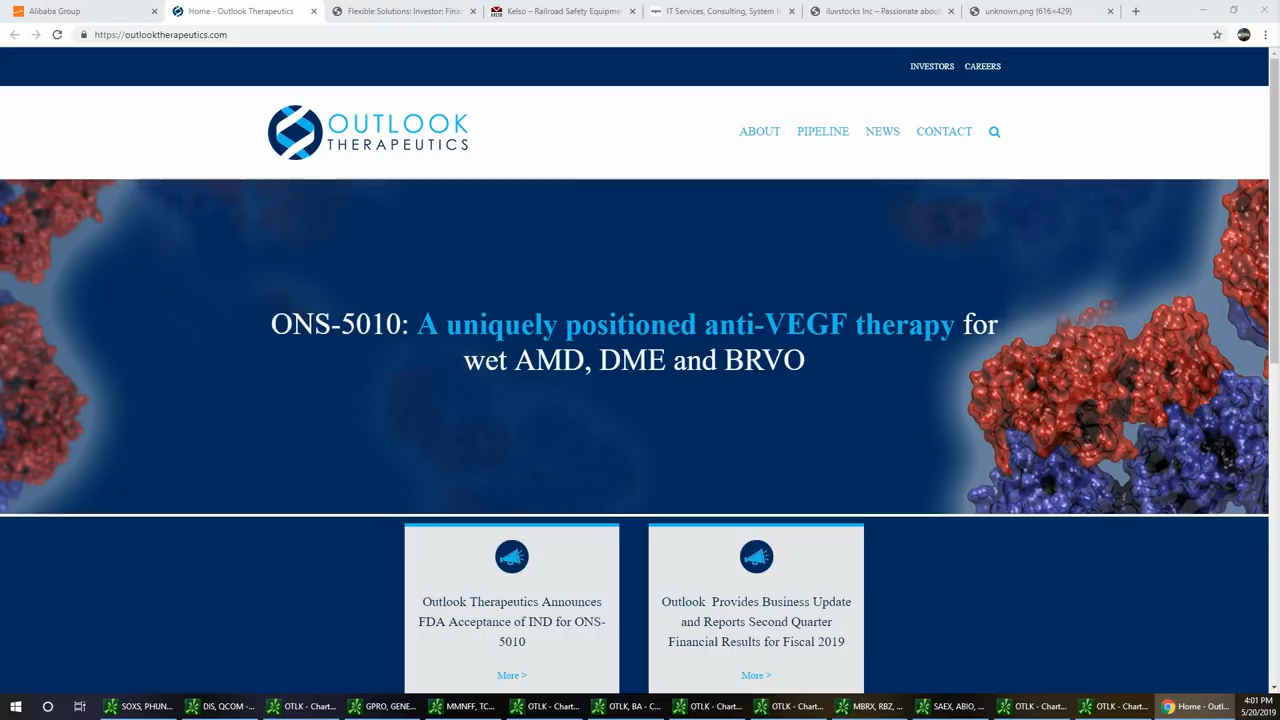 Alibaba Group
Home - Outlook Therapeutics
Flexible Solutions: Investor: Fina
Kelso – Railroad Safety Equipme
IT Services, Consulting, System I
iluvstocks Inc – Passionate abou
unknown.png (616×429)
https://outlooktherapeutics.com
INVESTORS CAREERS
OUTLOOK
THERAPEUTICS
ABOUT PIPELINE NEWS CONTACT
ONS-5010: A uniquely positioned anti-VEGF therapy for
wet AMD, DME and BRVO
Outlook Therapeutics Announces
FDA Acceptance of IND for ONS-
5010
More >
Outlook Provides Business Update
and Reports Second Quarter
Financial Results for Fiscal 2019
More >
SOXS, PHUN...
DIS, QCOM -...
OTLK - Chart...
GPRO, GENE...
MMNFF, TC...
OTLK - Chart...
OTLK, BA - C...
OTLK - Chart...
OTLK - Chart...
MBRX, RBZ, ...
SAEX, ABIO, ...
OTLK - Chart...
OTLK - Chart...
Home - Outl...
4:01 PM
5/20/2019